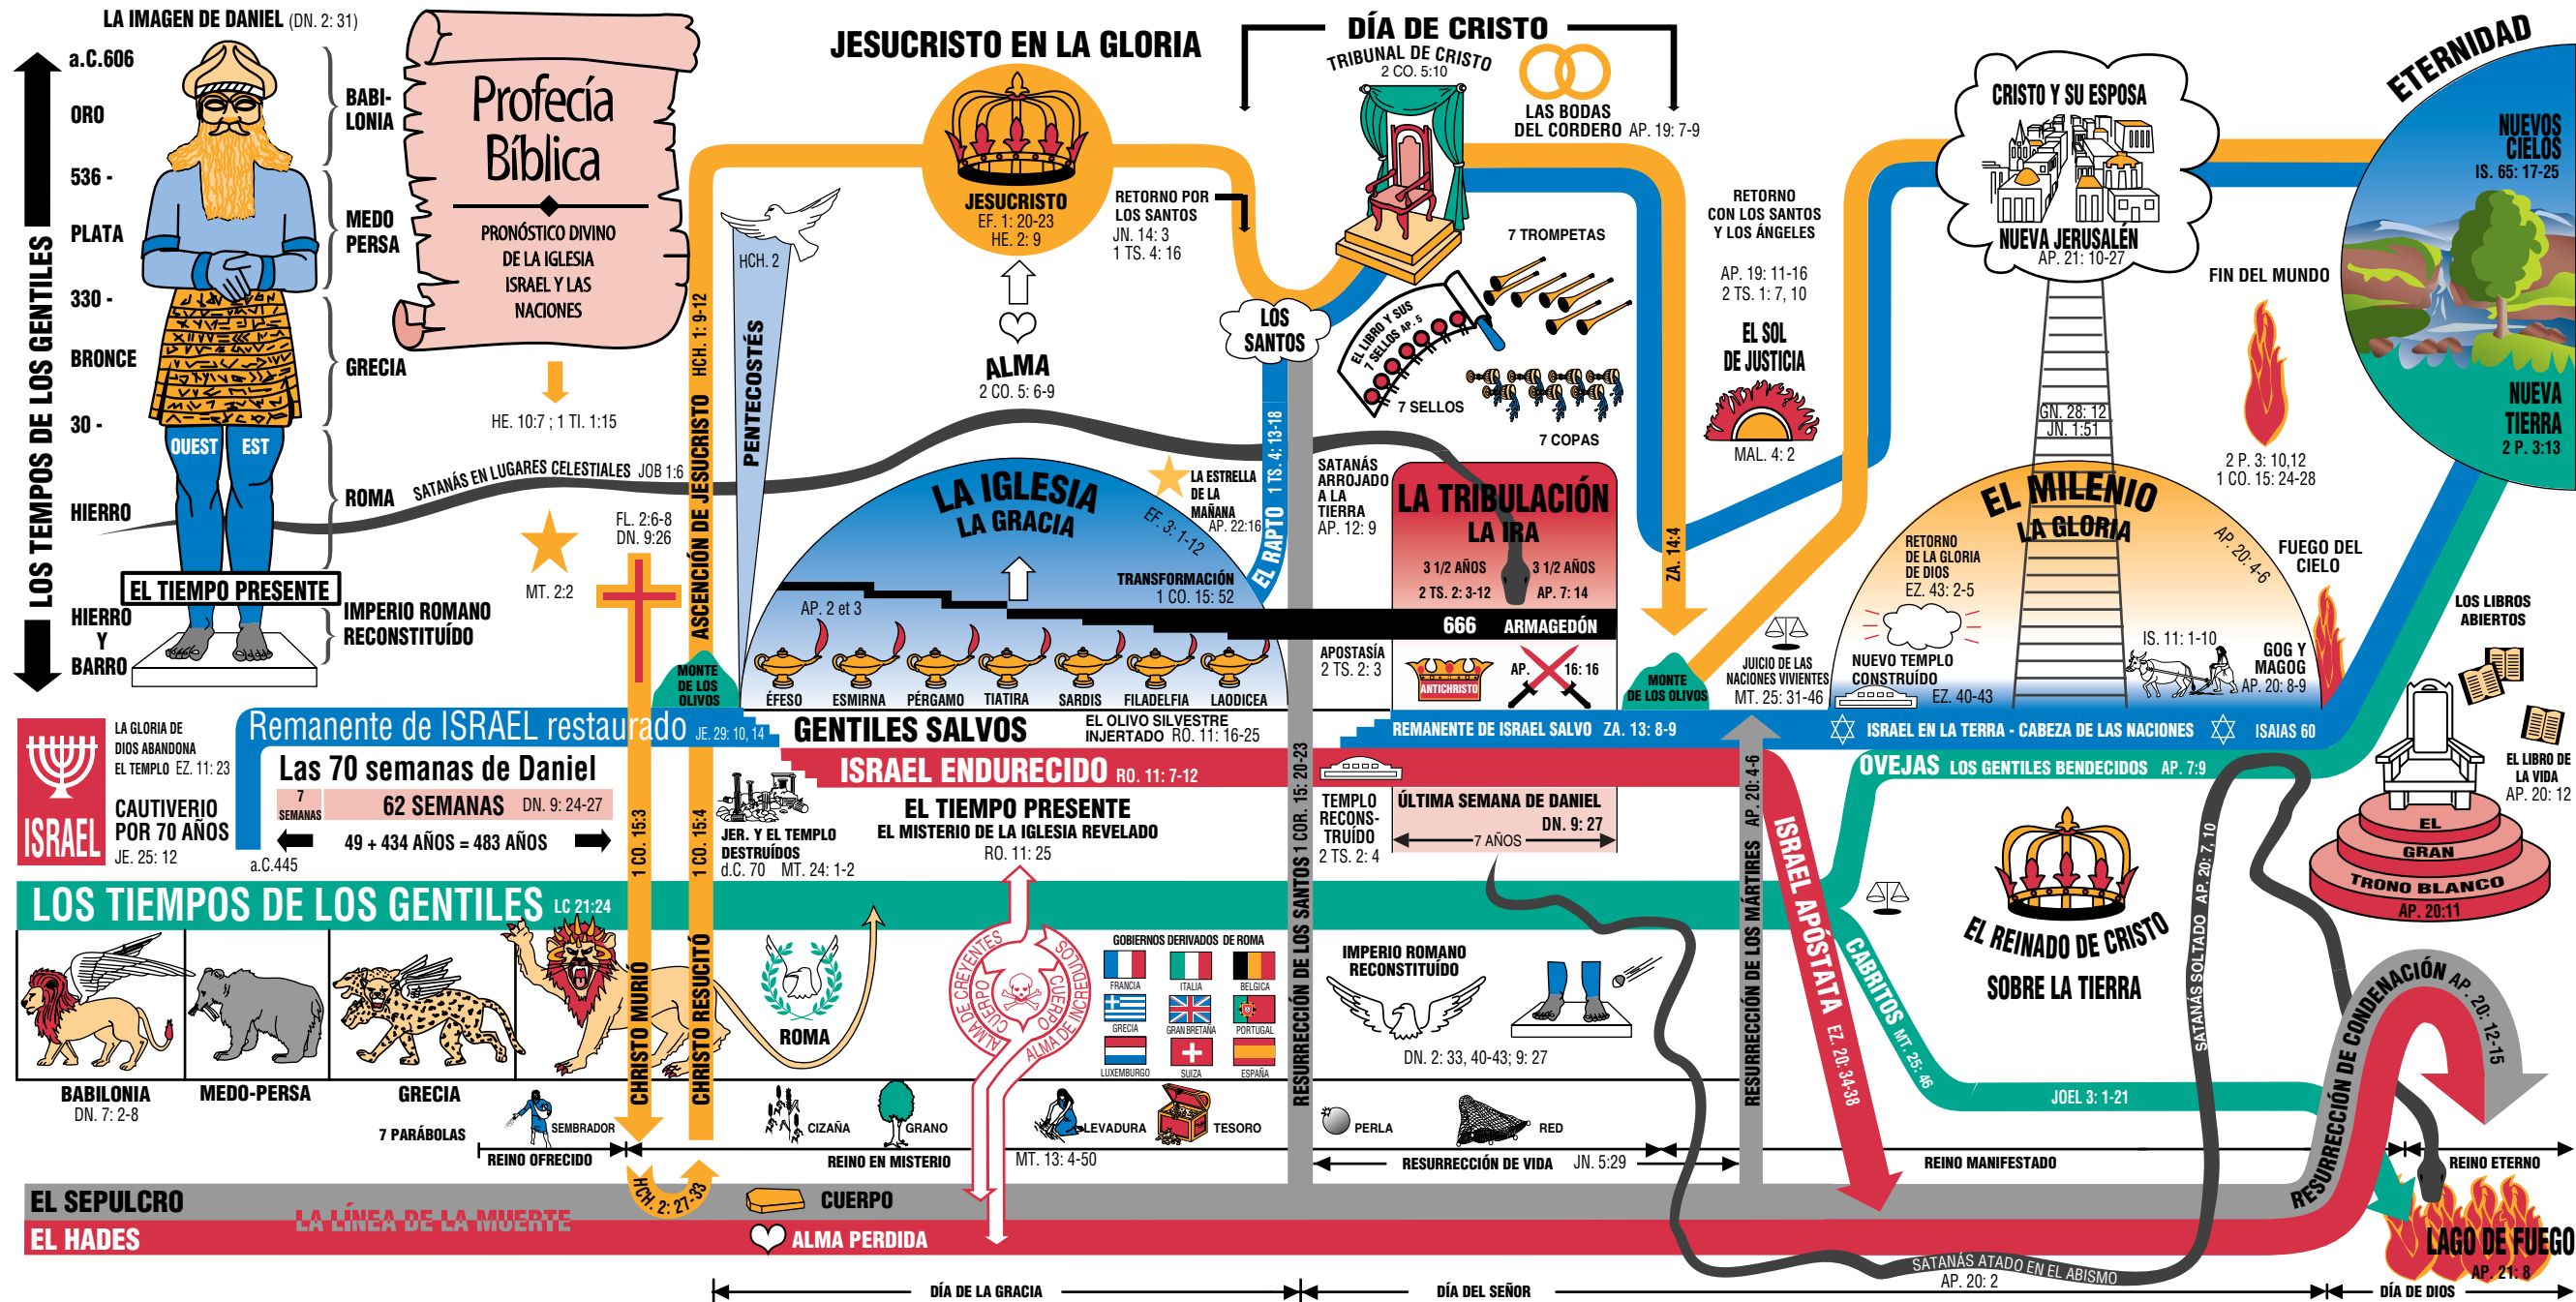 LA IMAGEN DE DANIEL (DN. 2: 31)
LOS TEMPOS DE LOS GENTILES
a.C.606
ORO
536 -
PLATA
330 -
BRONCE
30 -
HIERRO
HIERRO
Y
BARRO
BABI-
LONIA
MEDO
PERSA
GRECIA
ROMA
OUEST EST
EL TIEMPO PRESENTE
IMPERIO ROMANO
RECONSTITUÍDO
Profecía
Bíblica
PRONÓSTICO DIVINO
DE LA IGLESIA
ISRAEL Y LAS
NACIONES
HE. 10:7 ; 1 TI. 1:15
SATANÁS EN LUGARES CELESTIALES JOB 1:6
MT. 2:2
FL. 2:6-8
DN. 9:26
ASCENCIÓN DE JESUCRISTO HCH. 1: 9-12
HCH. 2
PENTECOSTÉS
JESUCRISTO EN LA GLORIA
JESUCRISTO
EF. 1: 20-23
HE. 2: 9
ALMA
2 CO. 5: 6-9
RETORNO POR
LOS SANTOS
JN. 14: 3
1 TS. 4: 16
DÍA DE CRISTO
TRIBUNAL DE CRISTO
2 CO. 5:10
LAS BODAS
DEL CORDERO AP. 19: 7-9
LOS
SANTOS
7 TROMPETAS
EL LIBRO Y SUS
7 SELLOS AP. 5
7 SELLOS
7 COPAS
RETORNO
CON LOS SANTOS
Y LOS ÁNGELES
AP. 19: 11-16
2 TS. 1: 7, 10
EL SOL
DE JUSTICIA
MAL. 4: 2
CRISTO Y SU ESPOSA
NUEVA JERUSALÉN
AP. 21: 10-27
GN. 28: 12
JN. 1:51
ETERNIDAD
NUEVOS
CIELOS
IS. 65: 17-25
NUEVA
TIERRA
2 P. 3:13
FIN DEL MUNDO
2 P. 3: 10,12
1 CO. 15: 24-28
LA IGLESIA
LA GRACIA
EF. 3: 1-12
LA ESTRELLA
DE LA
MAÑANA
AP. 22:16
EL RAPTO 1 TS. 4: 13-18
TRANSFORMACIÓN
1 CO. 15: 52
AP. 2 et 3
ÉFESO ESMIRNA PÉRGAMO TIATIRA SARDIS FILADELFIA LAODICEA
MONTE
DE LOS
OLIVOS
SATANÁS
ARROJADO
A LA
TIERRA
AP. 12: 9
LA TRIBULACIÓN
LA IRA
3 1/2 AÑOS 3 1/2 AÑOS
2 TS. 2: 3-12 AP. 7: 14
666 ARMAGEDÓN
APOSTASÍA
2 TS. 2: 3
ANTICHRISTO
AP. 16: 16
ZA. 14:4
MONTE
DE LOS OLIVOS
JUICIO DE LAS
NACIONES VIVIENTES
MT. 25: 31-46
EL MILENIO
LA GLORIA
AP. 20: 4-6
RETORNO
DE LA GLORIA
DE DIOS
EZ. 43: 2-5
NUEVO TEMPLO
CONSTRUÍDO
EZ. 40-43
IS. 11: 1-10
FUEGO DEL
CIELO
GOG Y
MAGOG
AP. 20: 8-9
LOS LIBROS
ABIERTOS
EL LIBRO DE
LA VIDA
AP. 20: 12
EL
GRAN
TRONO BLANCO
AP. 20:11
ISRAEL
LA GLORIA DE
DIOS ABANDONA
EL TEMPLO EZ. 11: 23
CAUTIVERIO
POR 70 AÑOS
JE. 25: 12
Remanente de ISRAEL restaurado JE. 29: 10, 14
Las 70 semanas de Daniel
7
SEMANAS
62 SEMANAS DN. 9: 24-27
49 + 434 AÑOS = 483 AÑOS
a.C.445
GENTILES SALVOS
EL OLIVO SILVESTRE
INJERTADO RO. 11: 16-25
ISRAEL ENDURECIDO RO. 11: 7-12
JER. Y EL TEMPLO
DESTRUÍDOS
d.C. 70 MT. 24: 1-2
EL TIEMPO PRESENTE
EL MISTERIO DE LA IGLESIA REVELADO
RO. 11: 25
REMANENTE DE ISRAEL SALVO ZA. 13: 8-9
TEMPLO
RECONS-
TRUÍDO
2 TS. 2: 4
ÚLTIMA SEMANA DE DANIEL
DN. 9: 27
7 AÑOS
ISRAEL EN LA TERRA - CABEZA DE LAS NACIONES ISAIAS 60
OVEJAS LOS GENTILES BENDECIDOS AP. 7:9
LOS TIEMPOS DE LOS GENTILES LC 21:24
CHRISTO MURIÓ 1 CO. 15:3
CHRISTO RESUCITÓ 1 CO. 15:4
BABILONIA
DN. 7: 2-8
MEDO-PERSA
GRECIA
ROMA
ALMA DE CREYENTES
CUERPO
ALMA DE INCREDULOS
CUERPO
GOBIERNOS DERIVADOS DE ROMA
FRANCIA ITALIA BELGICA
GRECIA GRAN BRETAÑA PORTUGAL
LUXEMBURGO SUIZA ESPAÑA
RESURRECCIÓN DE LOS SANTOS 1 COR. 15: 20-23
IMPERIO ROMANO
RECONSTITUÍDO
DN. 2: 33, 40-43; 9: 27
RESURRECCIÓN DE LOS MÁRTIRES AP. 20: 4-6
ISRAEL APÓSTATA EZ. 20: 34-38
CABRITOS MT. 25: 46
JOEL 3: 1-21
EL REINADO DE CRISTO
SOBRE LA TIERRA
SATANÁS SOLTADO AP. 20: 7, 10
RESURRECCIÓN DE CONDENACIÓN AP. 20: 12-15
7 PARÁBOLAS
SEMBRADOR
CIZAÑA
GRANO
LEVADURA
TESORO
PERLA
RED
REINO OFRECIDO
REINO EN MISTERIO
MT. 13: 4-50
RESURRECCIÓN DE VIDA JN. 5:29
REINO MANIFESTADO
REINO ETERNO
HCH. 2: 27-33
EL SEPULCRO
LA LÍNEA DE LA MUERTE
EL HADES
CUERPO
ALMA PERDIDA
SATANÁS ATADO EN EL ABISMO
AP. 20: 2
LAGO DE FUEGO
AP. 21: 8
DÍA DE LA GRACIA
DÍA DEL SEÑOR
DÍA DE DIOS